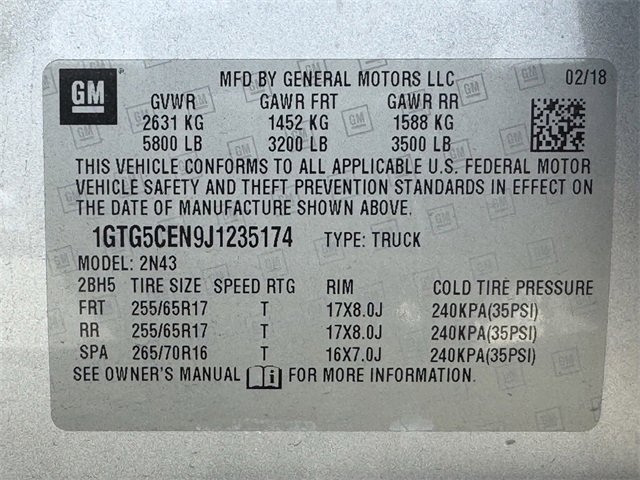 GM
MFD BY GENERAL MOTORS LLC 02/18
GVWR GAWR FRT GAWR RR
2631 KG 1452 KG 1588 KG
5800 LB 3200 LB 3500 LB
THIS VEHICLE CONFORMS TO ALL APPLICABLE U.S. FEDERAL MOTOR
VEHICLE SAFETY AND THEFT PREVENTION STANDARDS IN EFFECT ON
THE DATE OF MANUFACTURE SHOWN ABOVE.
1GTG5CEN9J1235174 TYPE: TRUCK
MODEL: 2N43
2BH5 TIRE SIZE SPEED RTG RIM COLD TIRE PRESSURE
FRT 255/65R17 T 17X8.0J 240KPA(35PSI)
RR 255/65R17 T 17X8.0J 240KPA(35PSI)
SPA 265/70R16 T 16X7.0J 240KPA(35PSI)
SEE OWNER'S MANUAL i FOR MORE INFORMATION.